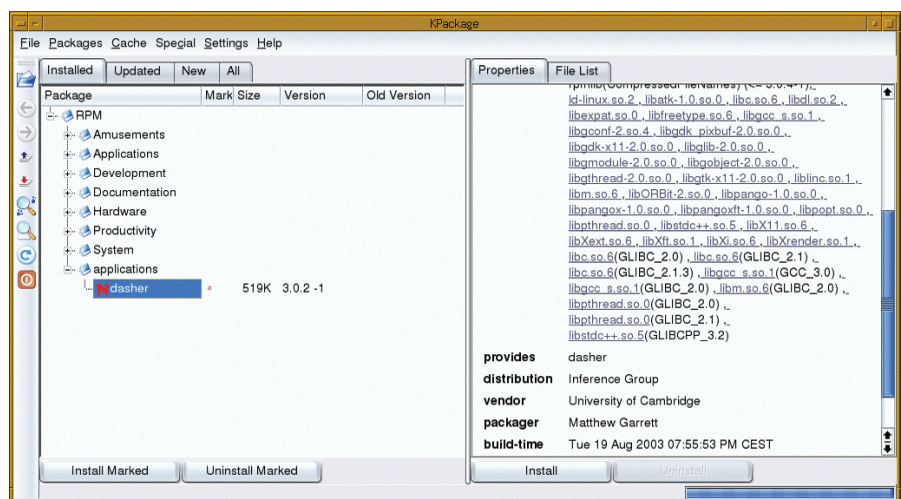 KPackage
File Packages Cache Special Settings Help
Installed Updated New All
Package Mark Size Version Old Version
RPM
Amusements
Applications
Development
Documentation
Hardware
Productivity
System
applications
dasher 519K 3.0.2 -1
Install Marked Uninstall Marked
Properties File List
rpmlib(CompressedFileNames) (<= 3.0.4-1),
ld-linux.so.2 , libatk-1.0.so.0 , libc.so.6 , libdl.so.2 ,
libexpat.so.0 , libfreetype.so.6 , libgcc_s.so.1 ,
libgconf-2.so.4 , libgdk_pixbuf-2.0.so.0 ,
libgdk-x11-2.0.so.0 , libglib-2.0.so.0 ,
libgmodule-2.0.so.0 , libgobject-2.0.so.0 ,
libgthread-2.0.so.0 , libgtk-x11-2.0.so.0 , liblinc.so.1 ,
libm.so.6 , libORBit-2.so.0 , libpango-1.0.so.0 ,
libpangox-1.0.so.0 , libpangoxft-1.0.so.0 , libpopt.so.0 ,
libpthread.so.0 , libstdc++.so.5 , libX11.so.6 ,
libXext.so.6 , libXft.so.1 , libXi.so.6 , libXrender.so.1 ,
libc.so.6(GLIBC_2.0) , libc.so.6(GLIBC_2.1) ,
libc.so.6(GLIBC_2.1.3) , libgcc_s.so.1(GCC_3.0) ,
libgcc_s.so.1(GLIBC_2.0) , libm.so.6(GLIBC_2.0) ,
libpthread.so.0(GLIBC_2.0) ,
libpthread.so.0(GLIBC_2.1) ,
libstdc++.so.5(GLIBCPP_3.2)
provides dasher
distribution Inference Group
vendor University of Cambridge
packager Matthew Garrett
build-time Tue 19 Aug 2003 07:55:53 PM CEST
Install Uninstall